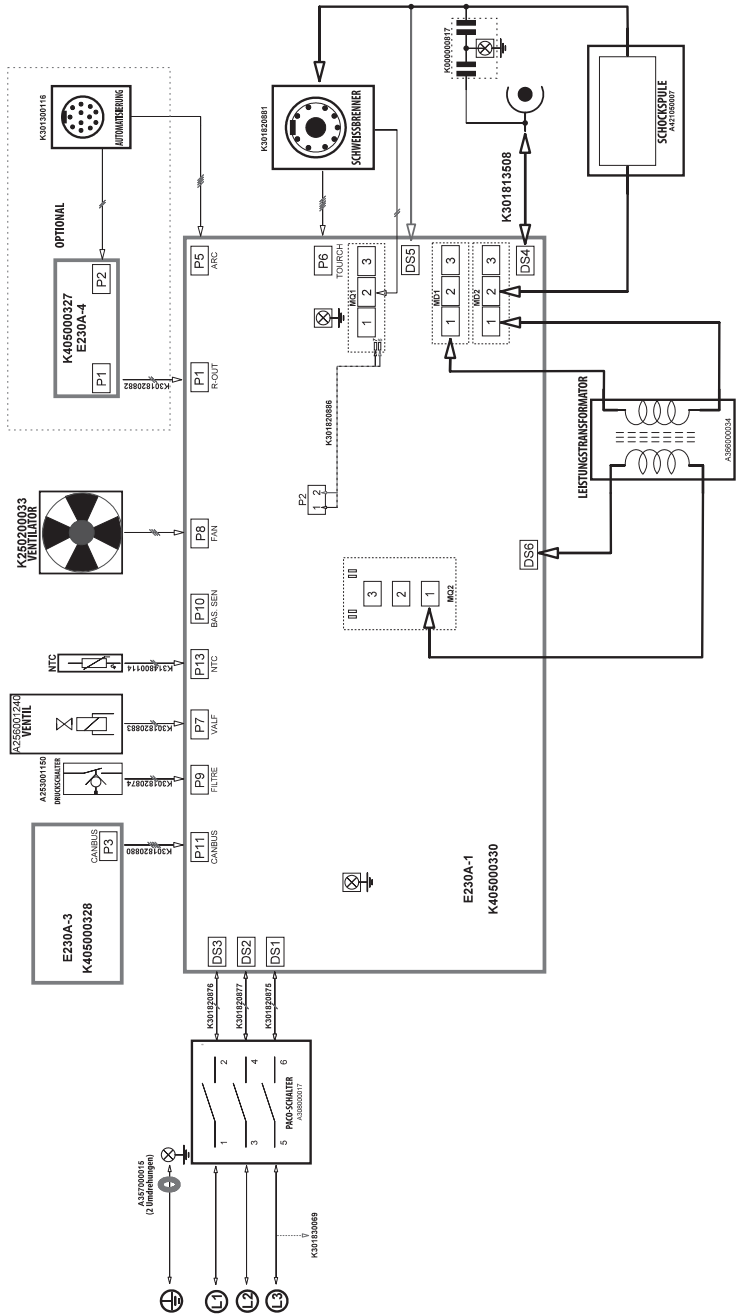 K301300116
AUTOMATISIERUNG
OPTIONAL
K405000327
E230A-4
P2
P1
K301820882
K301820881
SCHWEISSBRENNER
K000000817
SCHOCKSPULE
A421050007
K301813508
P5
ARC
P6
TOURCH
DS5
DS4
MQ1
1 2 3
MD1
1 2 3
MD2
1 2 3
P1
R-OUT
K301820886
P2
1 2
LEISTUNGSTRANSFORMATOR
A366000034
DS6
K250200033
VENTILATOR
P8
FAN
P10
BAS. SEN
NTC
K314800114
P13
NTC
A256001240
VENTIL
K301820883
P7
VALF
A253001150
DRUCKSCHALTER
K301820874
P9
FILTRE
E230A-3
K405000328
CANBUS
P3
K301820880
P11
CANBUS
MQ2
1 2 3
E230A-1
K405000330
DS3
DS2
DS1
K301820876
K301820877
K301820875
PACO-SCHALTER
A308000017
1 2
3 4
5 6
A357000015
(2 Umdrehungen)
L1
L2
L3
K301830069